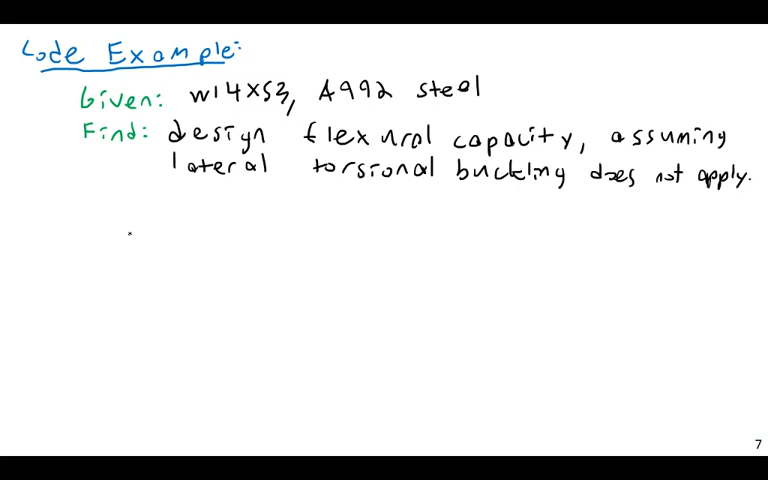 Code Example:
Given: W14X53, A992 steel
Find: design flexural capacity, assuming
lateral torsional buckling does not apply.
7